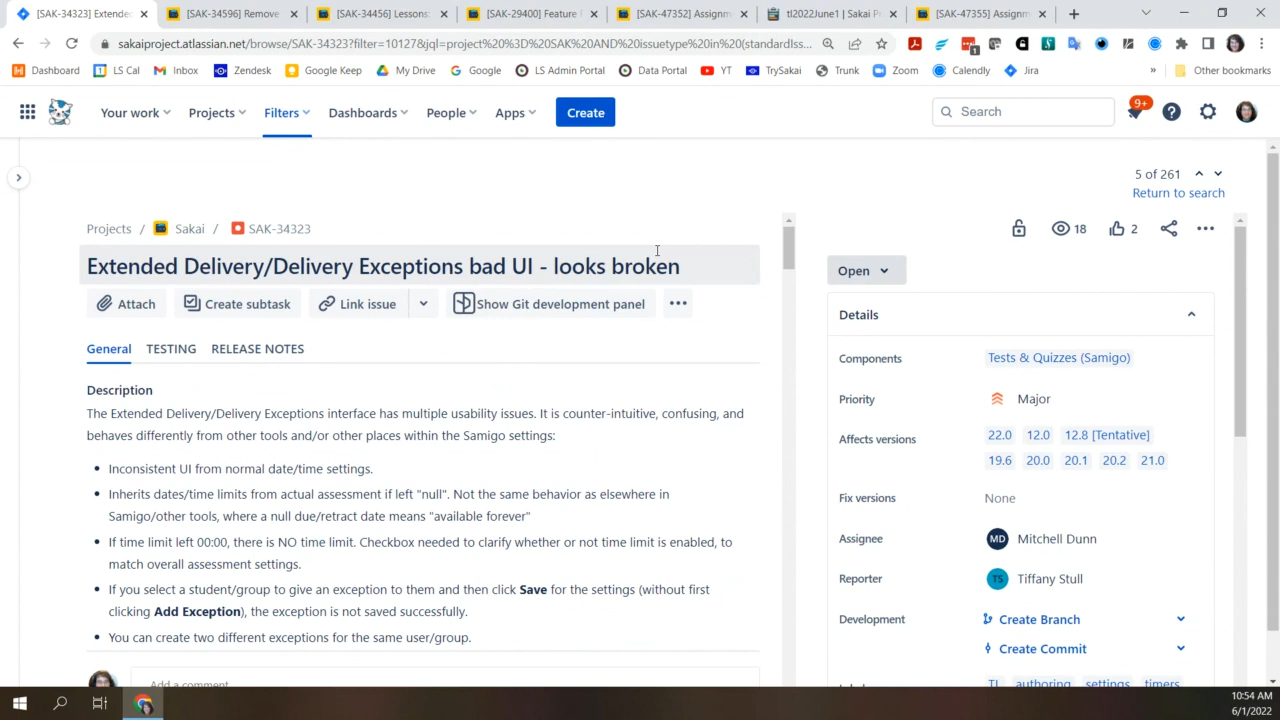 [SAK-34323] Extended
[SAK-34596] Remove
[SAK-34456] Lessons:
[SAK-29400] Feature
[SAK-47352] Assignm
tl2022June1 | Sakai P
[SAK-47355] Assignm
sakaiproject.atlassian.net/browse/SAK-34323?filter=10127&jql=project%20%3D%20SAK%20AND%20issuetype%20in%20(standardIss...
Dashboard
LS Cal
Inbox
Zendesk
Google Keep
My Drive
Google
LS Admin Portal
Data Portal
YT
TrySakai
Trunk
Zoom
Calendly
Jira
»
Other bookmarks
Your work
Projects
Filters
Dashboards
People
Apps
Create
Search
9+
5 of 261
Return to search
Projects / Sakai / SAK-34323
18
2
Extended Delivery/Delivery Exceptions bad UI - looks broken
Attach
Create subtask
Link issue
Show Git development panel
General
TESTING
RELEASE NOTES
Description
The Extended Delivery/Delivery Exceptions interface has multiple usability issues. It is counter-intuitive, confusing, and
behaves differently from other tools and/or other places within the Samigo settings:
Inconsistent UI from normal date/time settings.
Inherits dates/time limits from actual assessment if left "null". Not the same behavior as elsewhere in
Samigo/other tools, where a null due/retract date means "available forever"
If time limit left 00:00, there is NO time limit. Checkbox needed to clarify whether or not time limit is enabled, to
match overall assessment settings.
If you select a student/group to give an exception to them and then click Save for the settings (without first
clicking Add Exception), the exception is not saved successfully.
You can create two different exceptions for the same user/group.
Add a comment...
Open
Details
Components
Tests & Quizzes (Samigo)
Priority
Major
Affects versions
22.0 12.0 12.8 [Tentative]
19.6 20.0 20.1 20.2 21.0
Fix versions
None
Assignee
MD Mitchell Dunn
Reporter
TS Tiffany Stull
Development
Create Branch
Create Commit
TL authoring settings timers
10:54 AM
6/1/2022